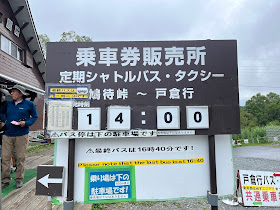 乗車券販売所
定期シャトルバス・タクシー
鳩待峠 ～ 戸倉行
14:00
バス停は下の駐車場です
⚠最終バスは16時40分です!
Please note that the last bus is at 16:40
乗り場は下の
駐車場です!
戸倉行バ
共通乗車